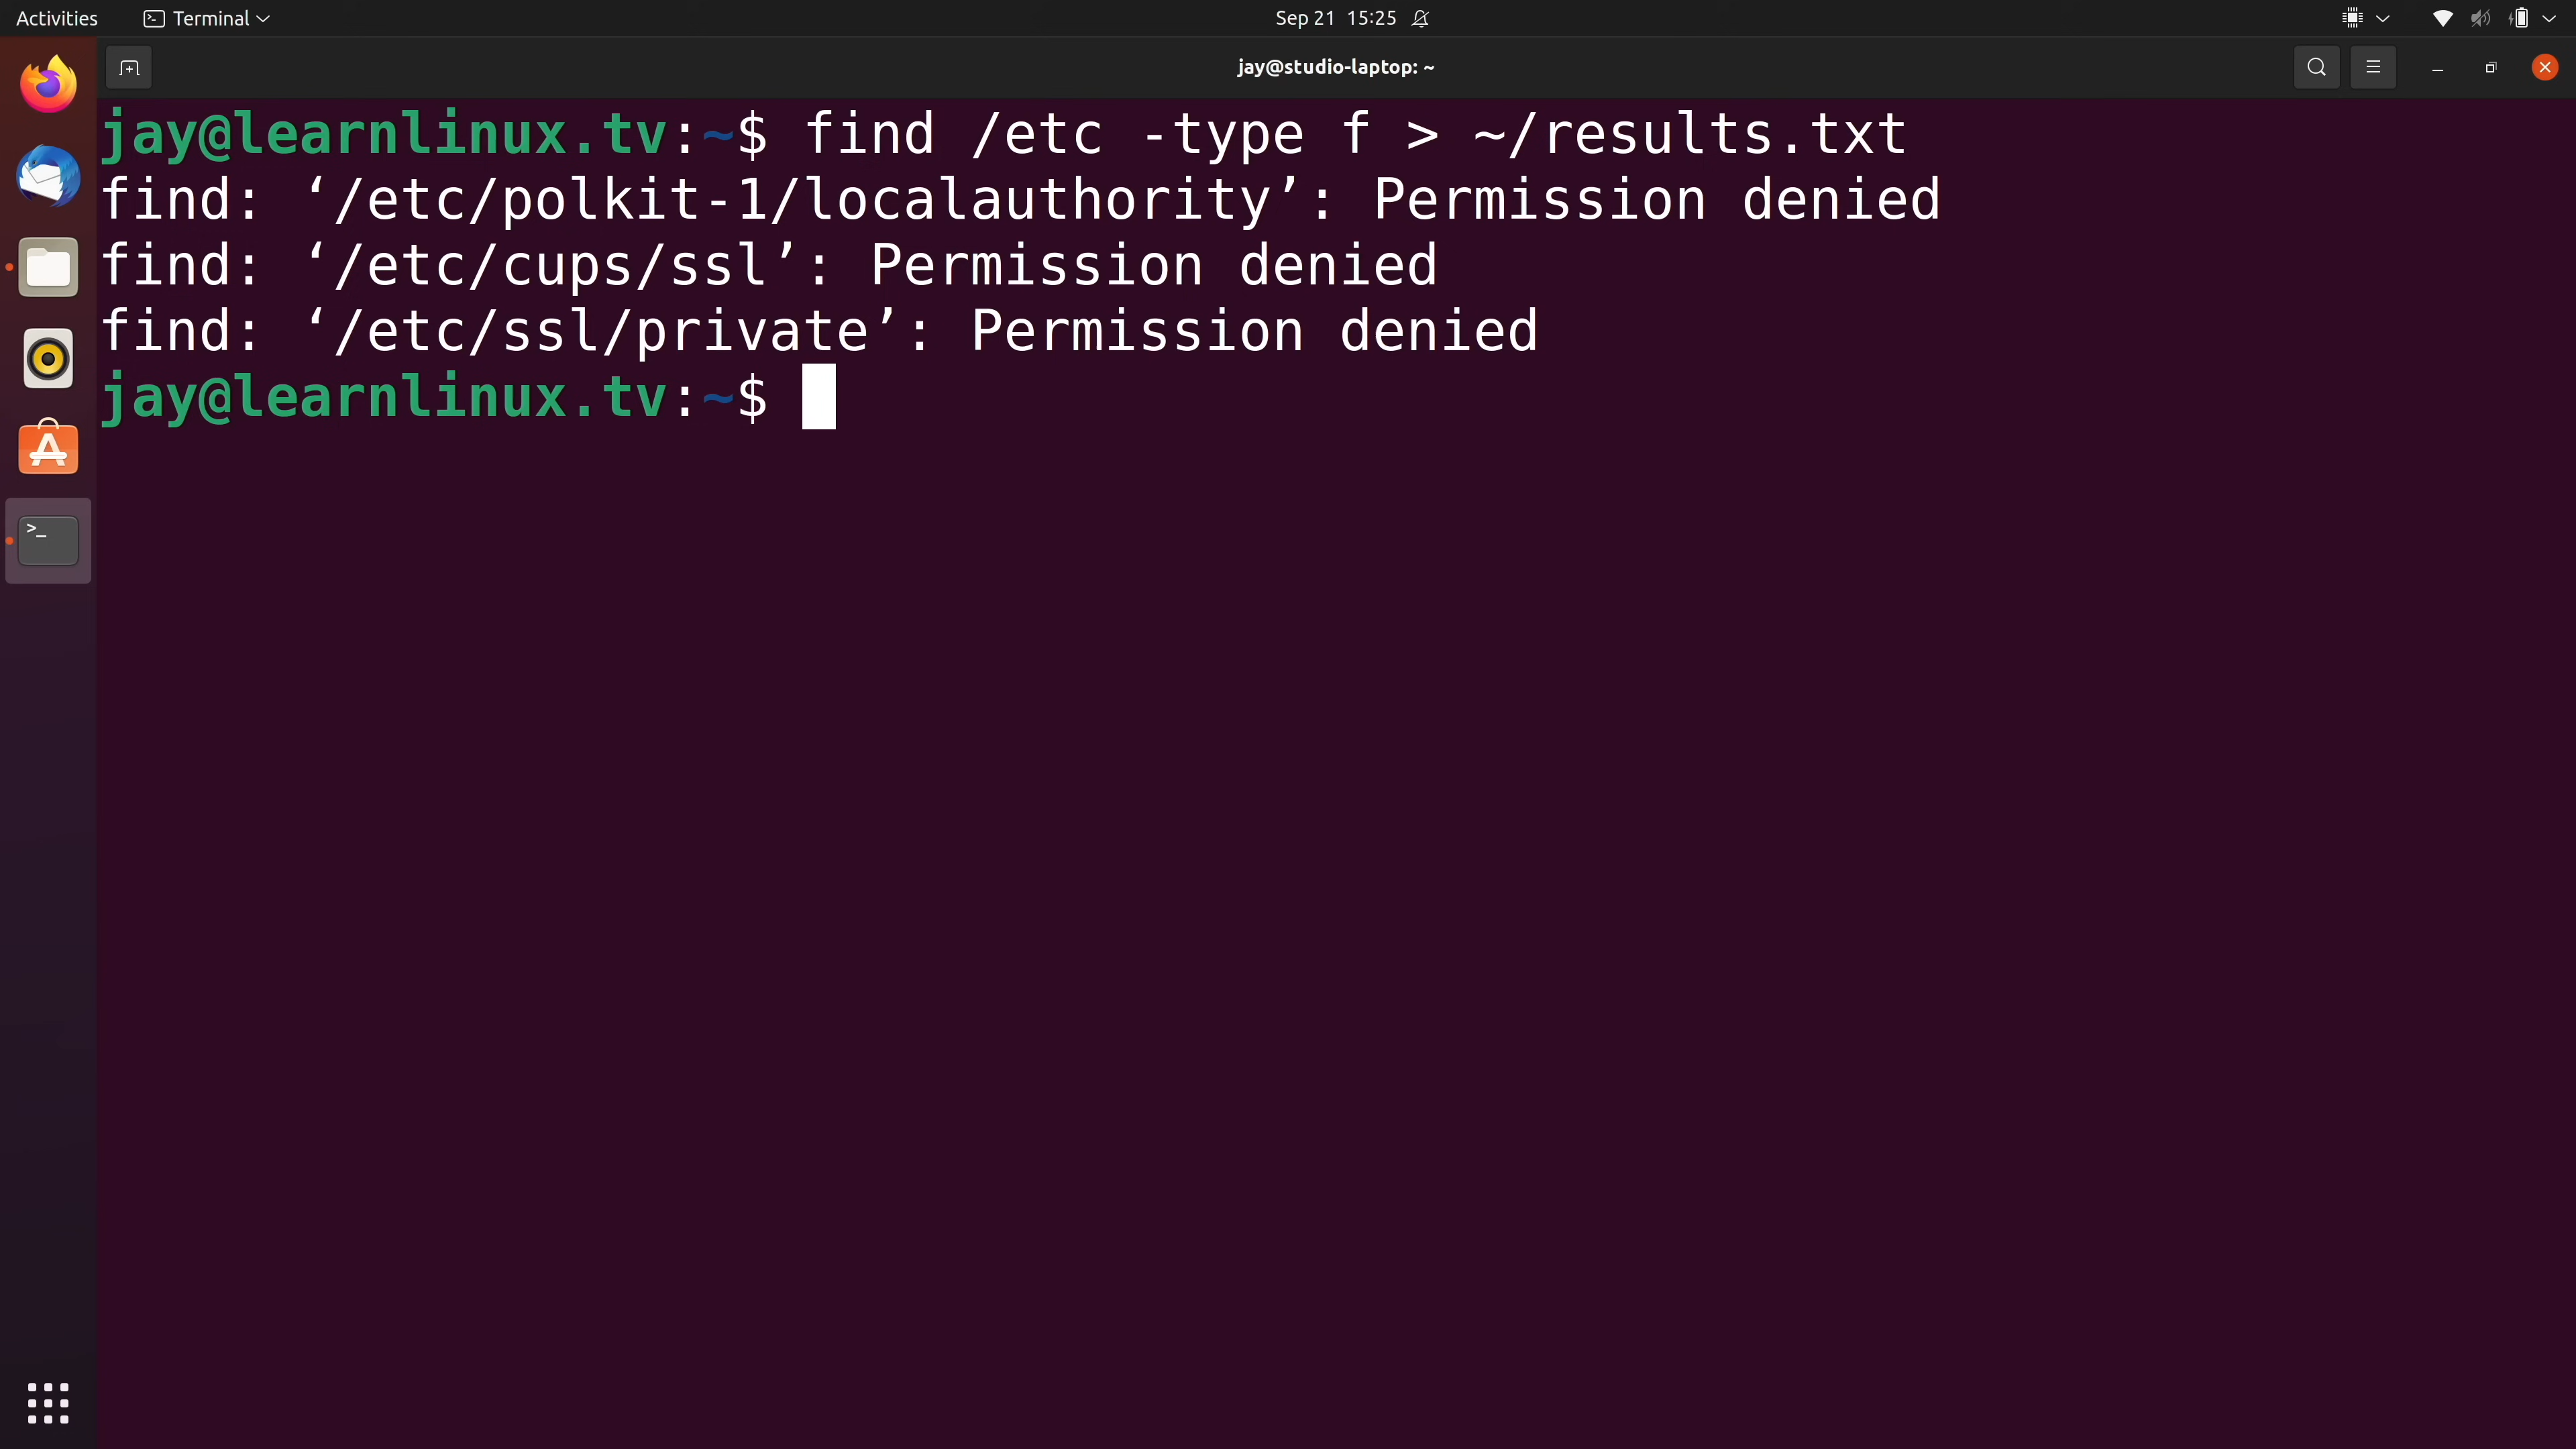 Activities
Terminal
Sep 21 15:25
jay@studio-laptop: ~
jay@learnlinux.tv:~$ find /etc -type f > ~/results.txt
find: ‘/etc/polkit-1/localauthority’: Permission denied
find: ‘/etc/cups/ssl’: Permission denied
find: ‘/etc/ssl/private’: Permission denied
jay@learnlinux.tv:~$